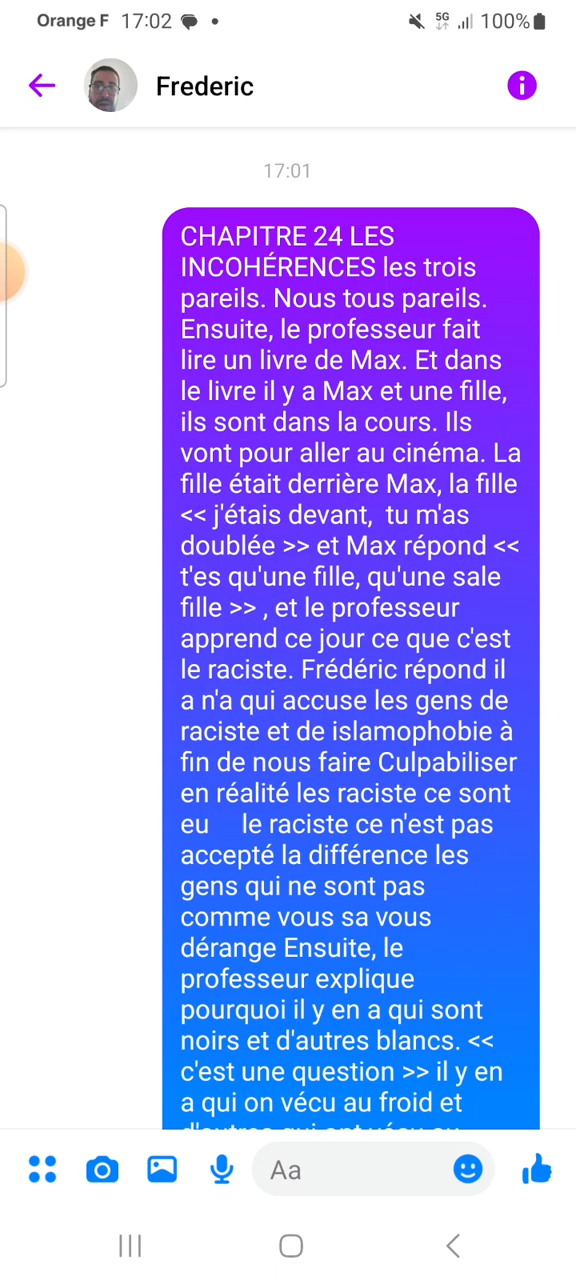 Orange F 17:02 5G 100%
Frederic
17:01
CHAPITRE 24 LES
INCOHÉRENCES les trois
pareils. Nous tous pareils.
Ensuite, le professeur fait
lire un livre de Max. Et dans
le livre il y a Max et une fille,
ils sont dans la cours. Ils
vont pour aller au cinéma. La
fille était derrière Max, la fille
<< j'étais devant, tu m'as
doublée >> et Max répond <<
t'es qu'une fille, qu'une sale
fille >> , et le professeur
apprend ce jour ce que c'est
le raciste. Frédéric répond il
a n'a qui accuse les gens de
raciste et de islamophobie à
fin de nous faire Culpabiliser
en réalité les raciste ce sont
eu le raciste ce n'est pas
accepté la différence les
gens qui ne sont pas
comme vous sa vous
dérange Ensuite, le
professeur explique
pourquoi il y en a qui sont
noirs et d'autres blancs. <<
c'est une question >> il y en
a qui on vécu au froid et
Aa